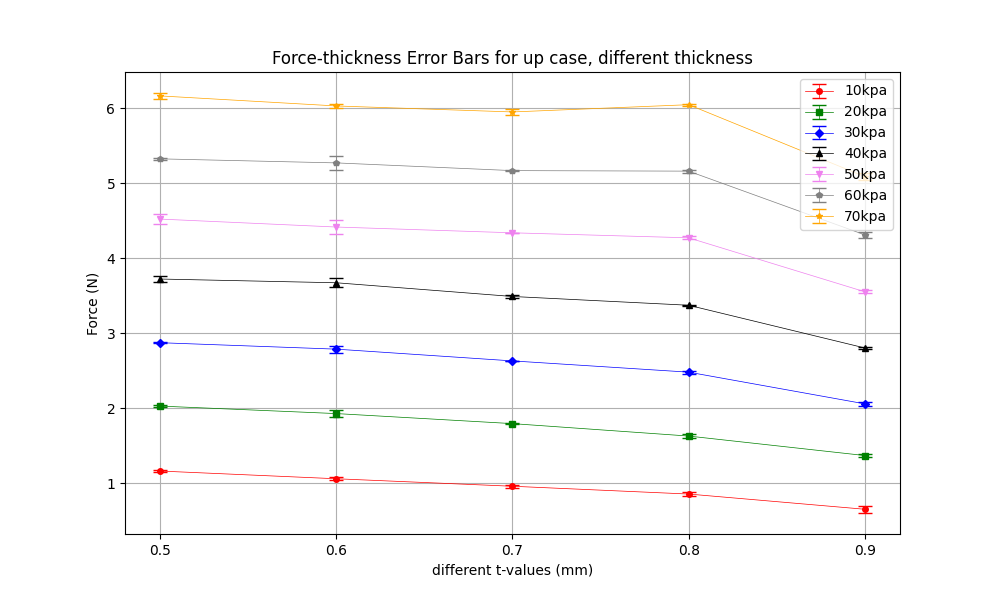 Force-thickness Error Bars for up case, different thickness
Force (N)
6
5
4
3
2
1
0.5 0.6 0.7 0.8 0.9
different t-values (mm)
10kpa
20kpa
30kpa
40kpa
50kpa
60kpa
70kpa